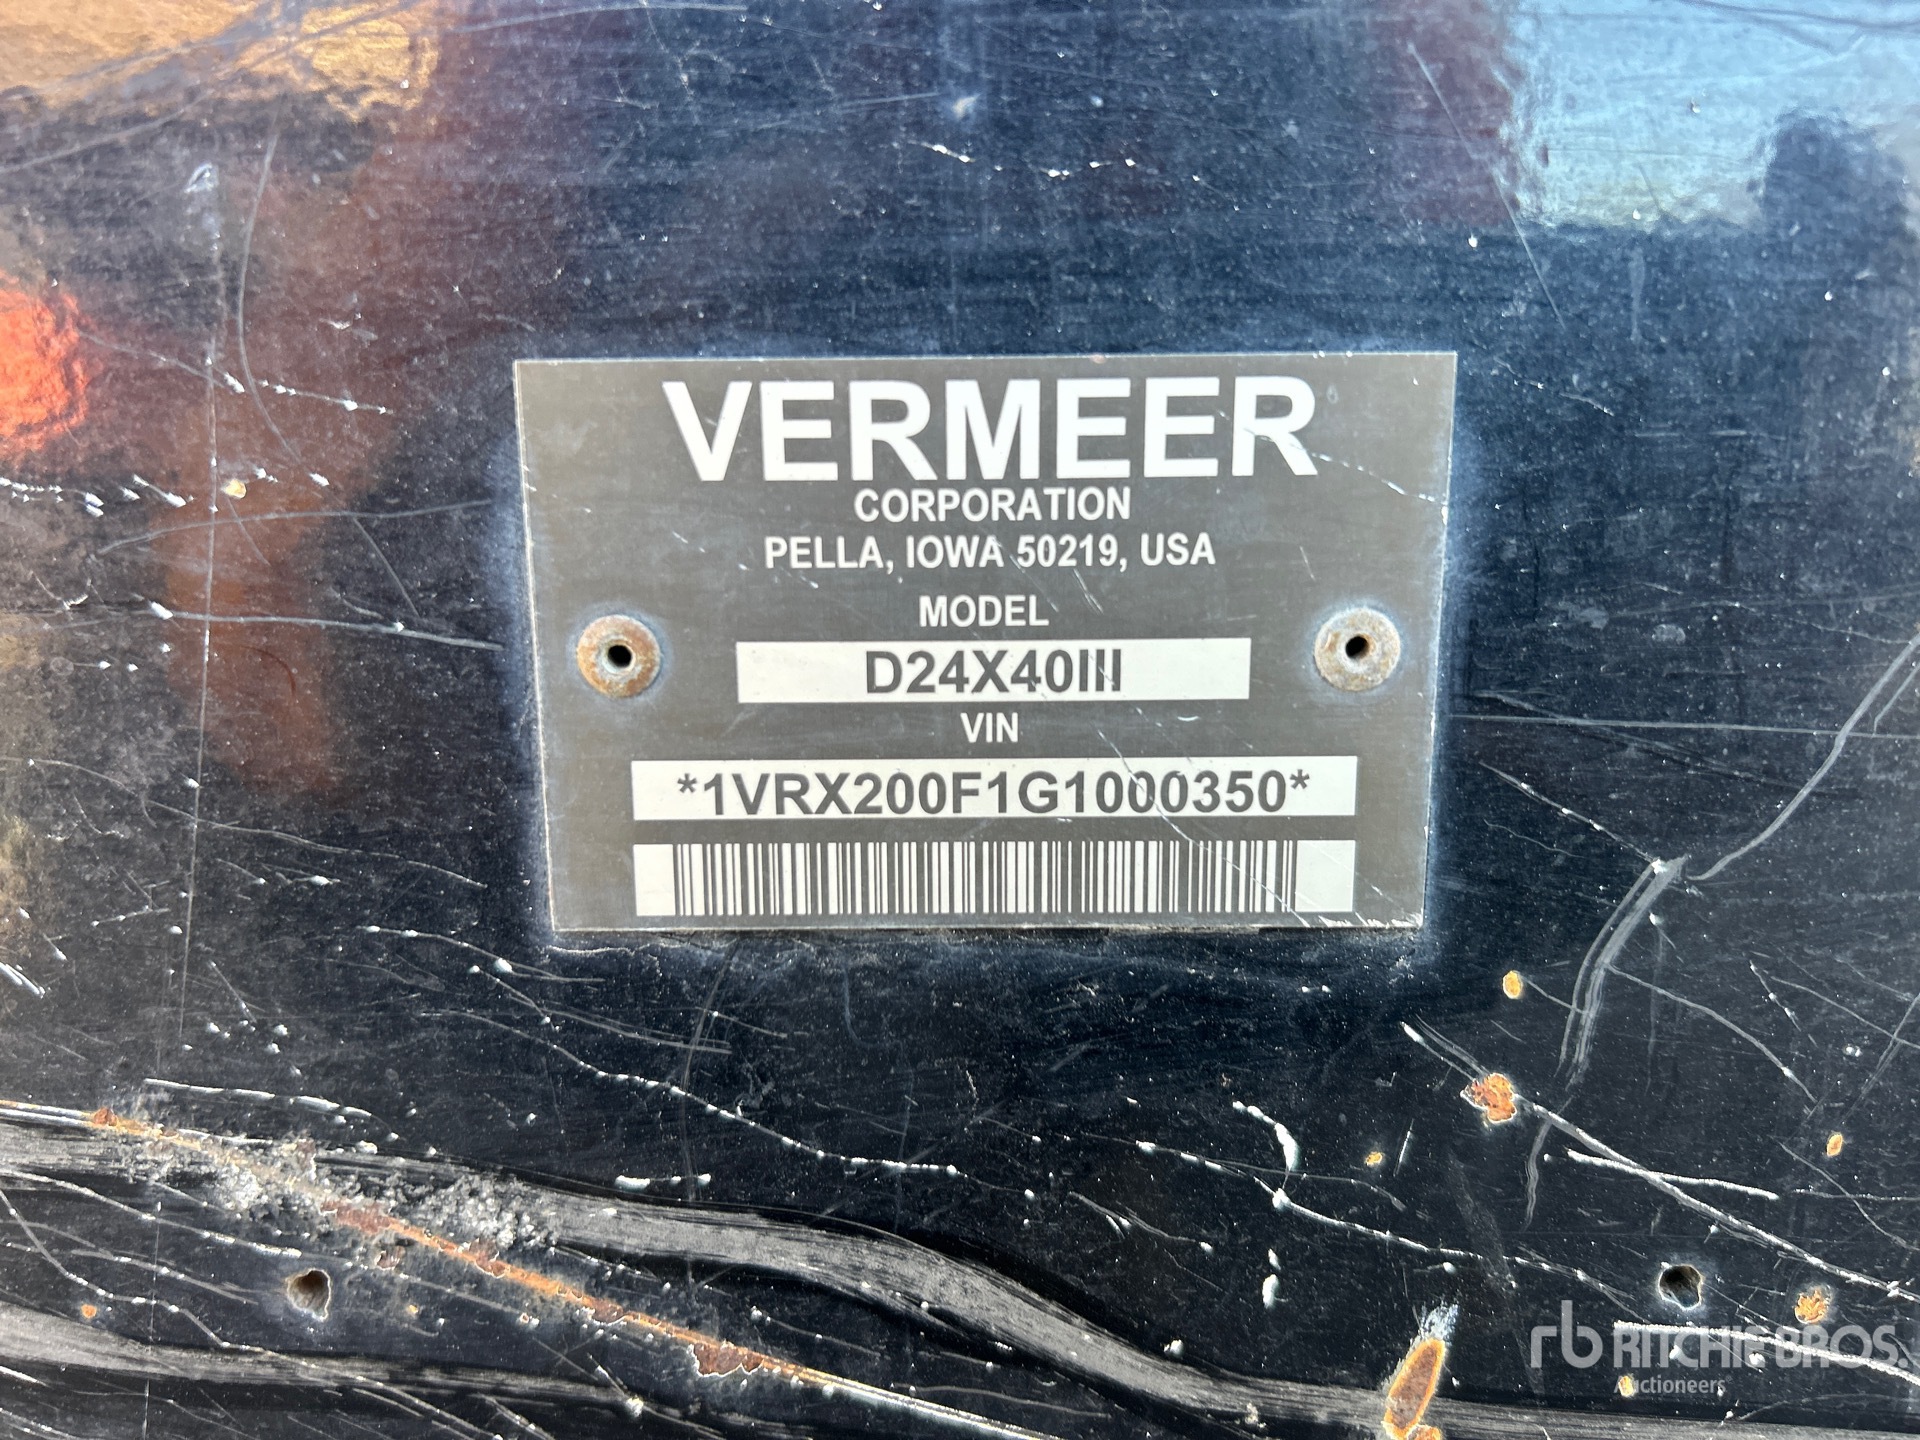 VERMEER
CORPORATION
PELLA, IOWA 50219, USA
MODEL
D24X40III
VIN
*1VRX200F1G1000350*
rb RITCHIE BROS.
Auctioneers